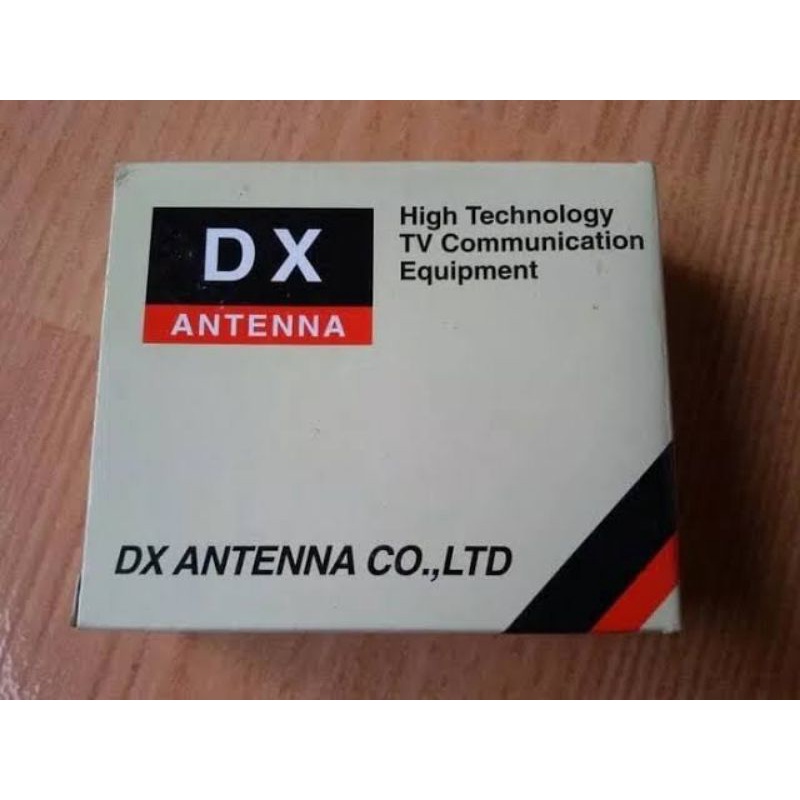 DX
ANTENNA
High Technology
TV Communication
Equipment
DX ANTENNA CO.,LTD